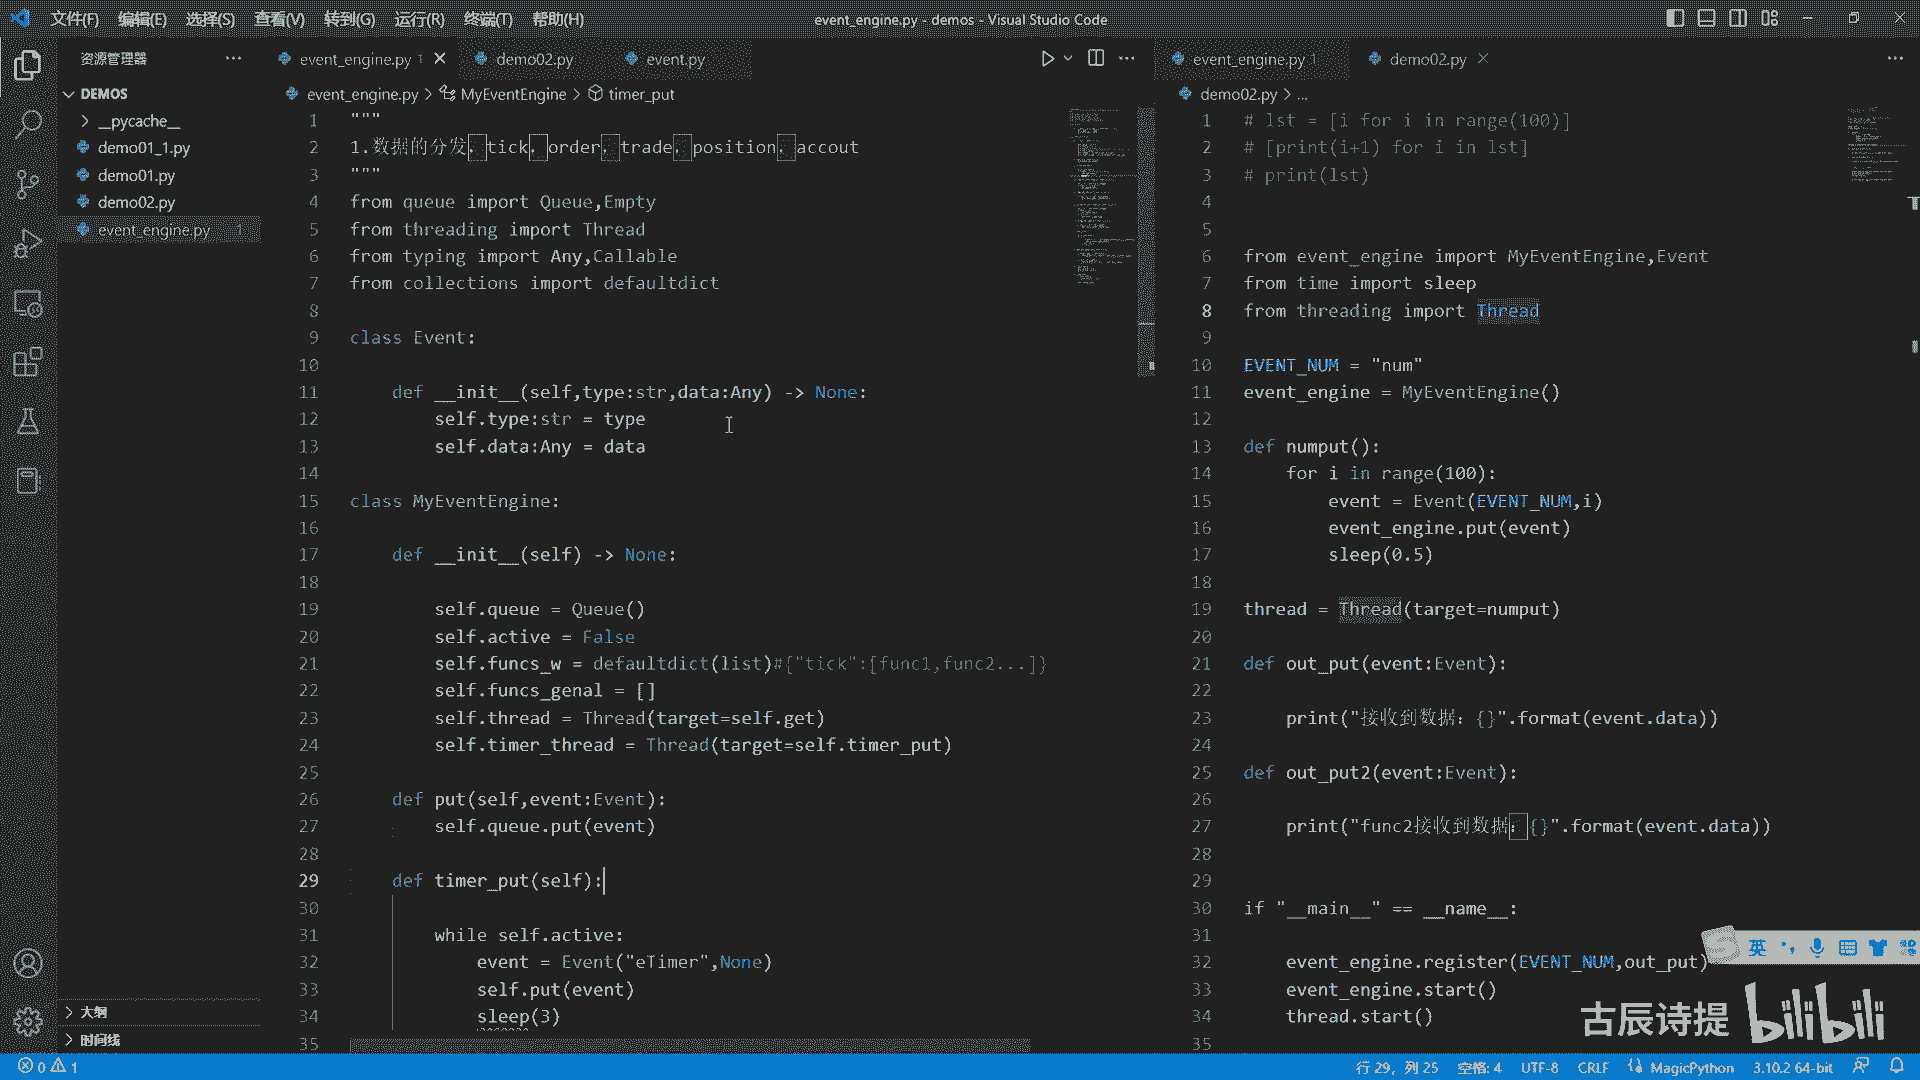 文件(F) 编辑(E) 选择(S) 查看(V) 转到(G) 运行(R) 终端(T) 帮助(H)
event_engine.py - demos - Visual Studio Code
资源管理器
DEMOS
__pycache__
demo01_1.py
demo01.py
demo02.py
event_engine.py 1
大纲
时间线
event_engine.py 1 demo02.py event.py
event_engine.py > MyEventEngine > timer_put
1 """
2 1.数据的分发，tick，order，trade，position，accout
3 """
4 from queue import Queue,Empty
5 from threading import Thread
6 from typing import Any,Callable
7 from collections import defaultdict
8
9 class Event:
10
11 def __init__(self,type:str,data:Any) -> None:
12 self.type:str = type
13 self.data:Any = data
14
15 class MyEventEngine:
16
17 def __init__(self) -> None:
18
19 self.queue = Queue()
20 self.active = False
21 self.funcs_w = defaultdict(list)#{"tick":[func1,func2...]}
22 self.funcs_genal = []
23 self.thread = Thread(target=self.get)
24 self.timer_thread = Thread(target=self.timer_put)
25
26 def put(self,event:Event):
27 self.queue.put(event)
28
29 def timer_put(self):
30
31 while self.active:
32 event = Event("eTimer",None)
33 self.put(event)
34 sleep(3)
35
event_engine.py 1 demo02.py
demo02.py > ...
1 # lst = [i for i in range(100)]
2 # [print(i+1) for i in lst]
3 # print(lst)
4
5
6 from event_engine import MyEventEngine,Event
7 from time import sleep
8 from threading import Thread
9
10 EVENT_NUM = "num"
11 event_engine = MyEventEngine()
12
13 def numput():
14 for i in range(100):
15 event = Event(EVENT_NUM,i)
16 event_engine.put(event)
17 sleep(0.5)
18
19 thread = Thread(target=numput)
20
21 def out_put(event:Event):
22
23 print("接收到数据：{}".format(event.data))
24
25 def out_put2(event:Event):
26
27 print("func2接收到数据：{}".format(event.data))
28
29
30 if "__main__" == __name__:
31
32 event_engine.register(EVENT_NUM,out_put)
33 event_engine.start()
34 thread.start()
35
英
古辰诗提 bilibili
0 1
行 29，列 25 空格: 4 UTF-8 CRLF MagicPython 3.10.2 64-bit